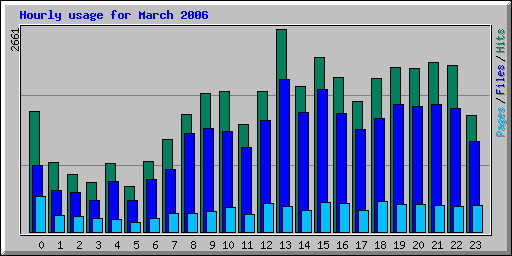 Hourly usage for March 2006
2661
Pages / Files / Hits
0 1 2 3 4 5 6 7 8 9 10 11 12 13 14 15 16 17 18 19 20 21 22 23